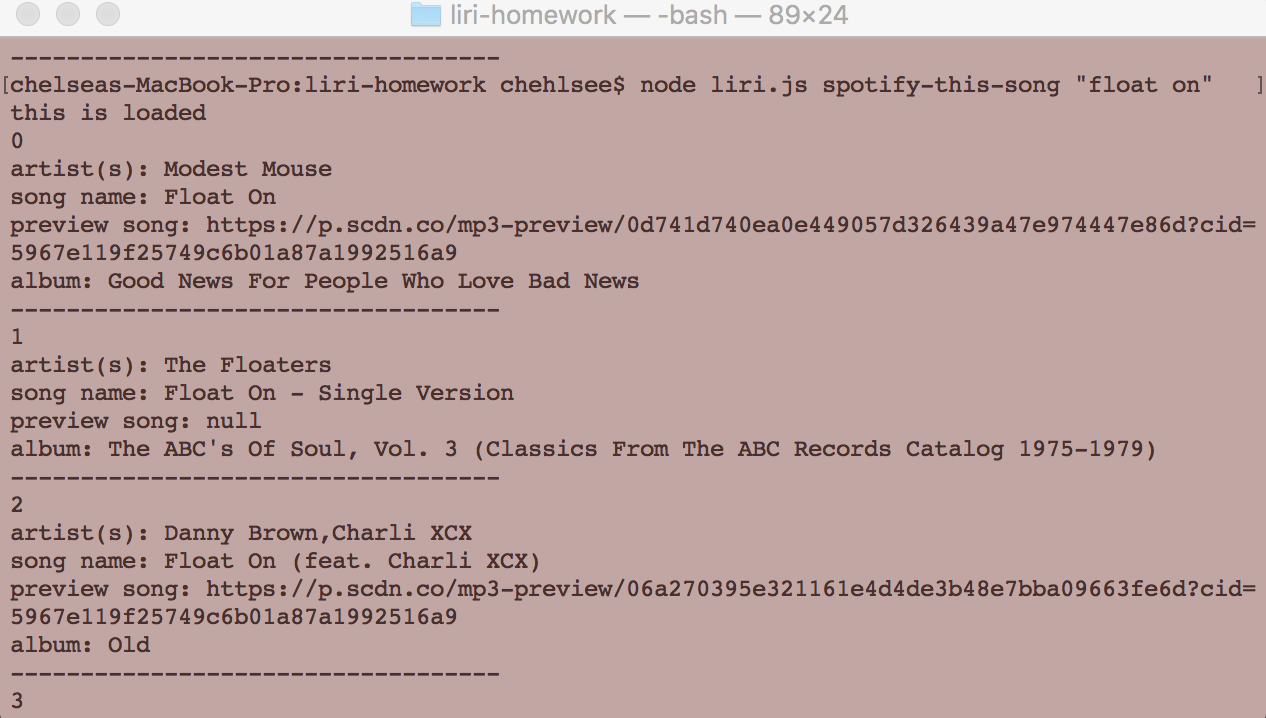 liri-homework — -bash — 89×24
-----------------------------------
[chelseas-MacBook-Pro:liri-homework chehlsee$ node liri.js spotify-this-song "float on" ]
this is loaded
0
artist(s): Modest Mouse
song name: Float On
preview song: https://p.scdn.co/mp3-preview/0d741d740ea0e449057d326439a47e974447e86d?cid=
5967e119f25749c6b01a87a1992516a9
album: Good News For People Who Love Bad News
-----------------------------------
1
artist(s): The Floaters
song name: Float On - Single Version
preview song: null
album: The ABC's Of Soul, Vol. 3 (Classics From The ABC Records Catalog 1975-1979)
-----------------------------------
2
artist(s): Danny Brown,Charli XCX
song name: Float On (feat. Charli XCX)
preview song: https://p.scdn.co/mp3-preview/06a270395e321161e4d4de3b48e7bba09663fe6d?cid=
5967e119f25749c6b01a87a1992516a9
album: Old
-----------------------------------
3